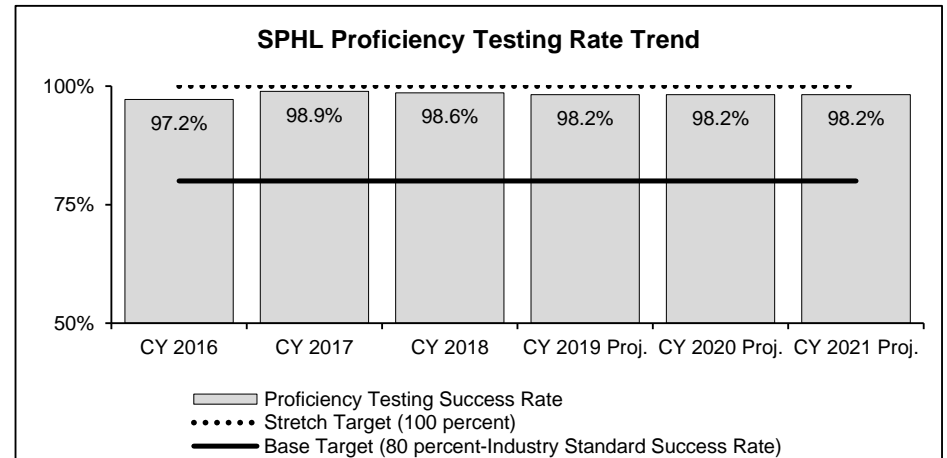 SPHL Proficiency Testing Rate Trend
100%
97.2% 98.9% 98.6% 98.2% 98.2% 98.2%
75%
50%
CY 2016 CY 2017 CY 2018 CY 2019 Proj. CY 2020 Proj. CY 2021 Proj.
Proficiency Testing Success Rate
Stretch Target (100 percent)
Base Target (80 percent-Industry Standard Success Rate)